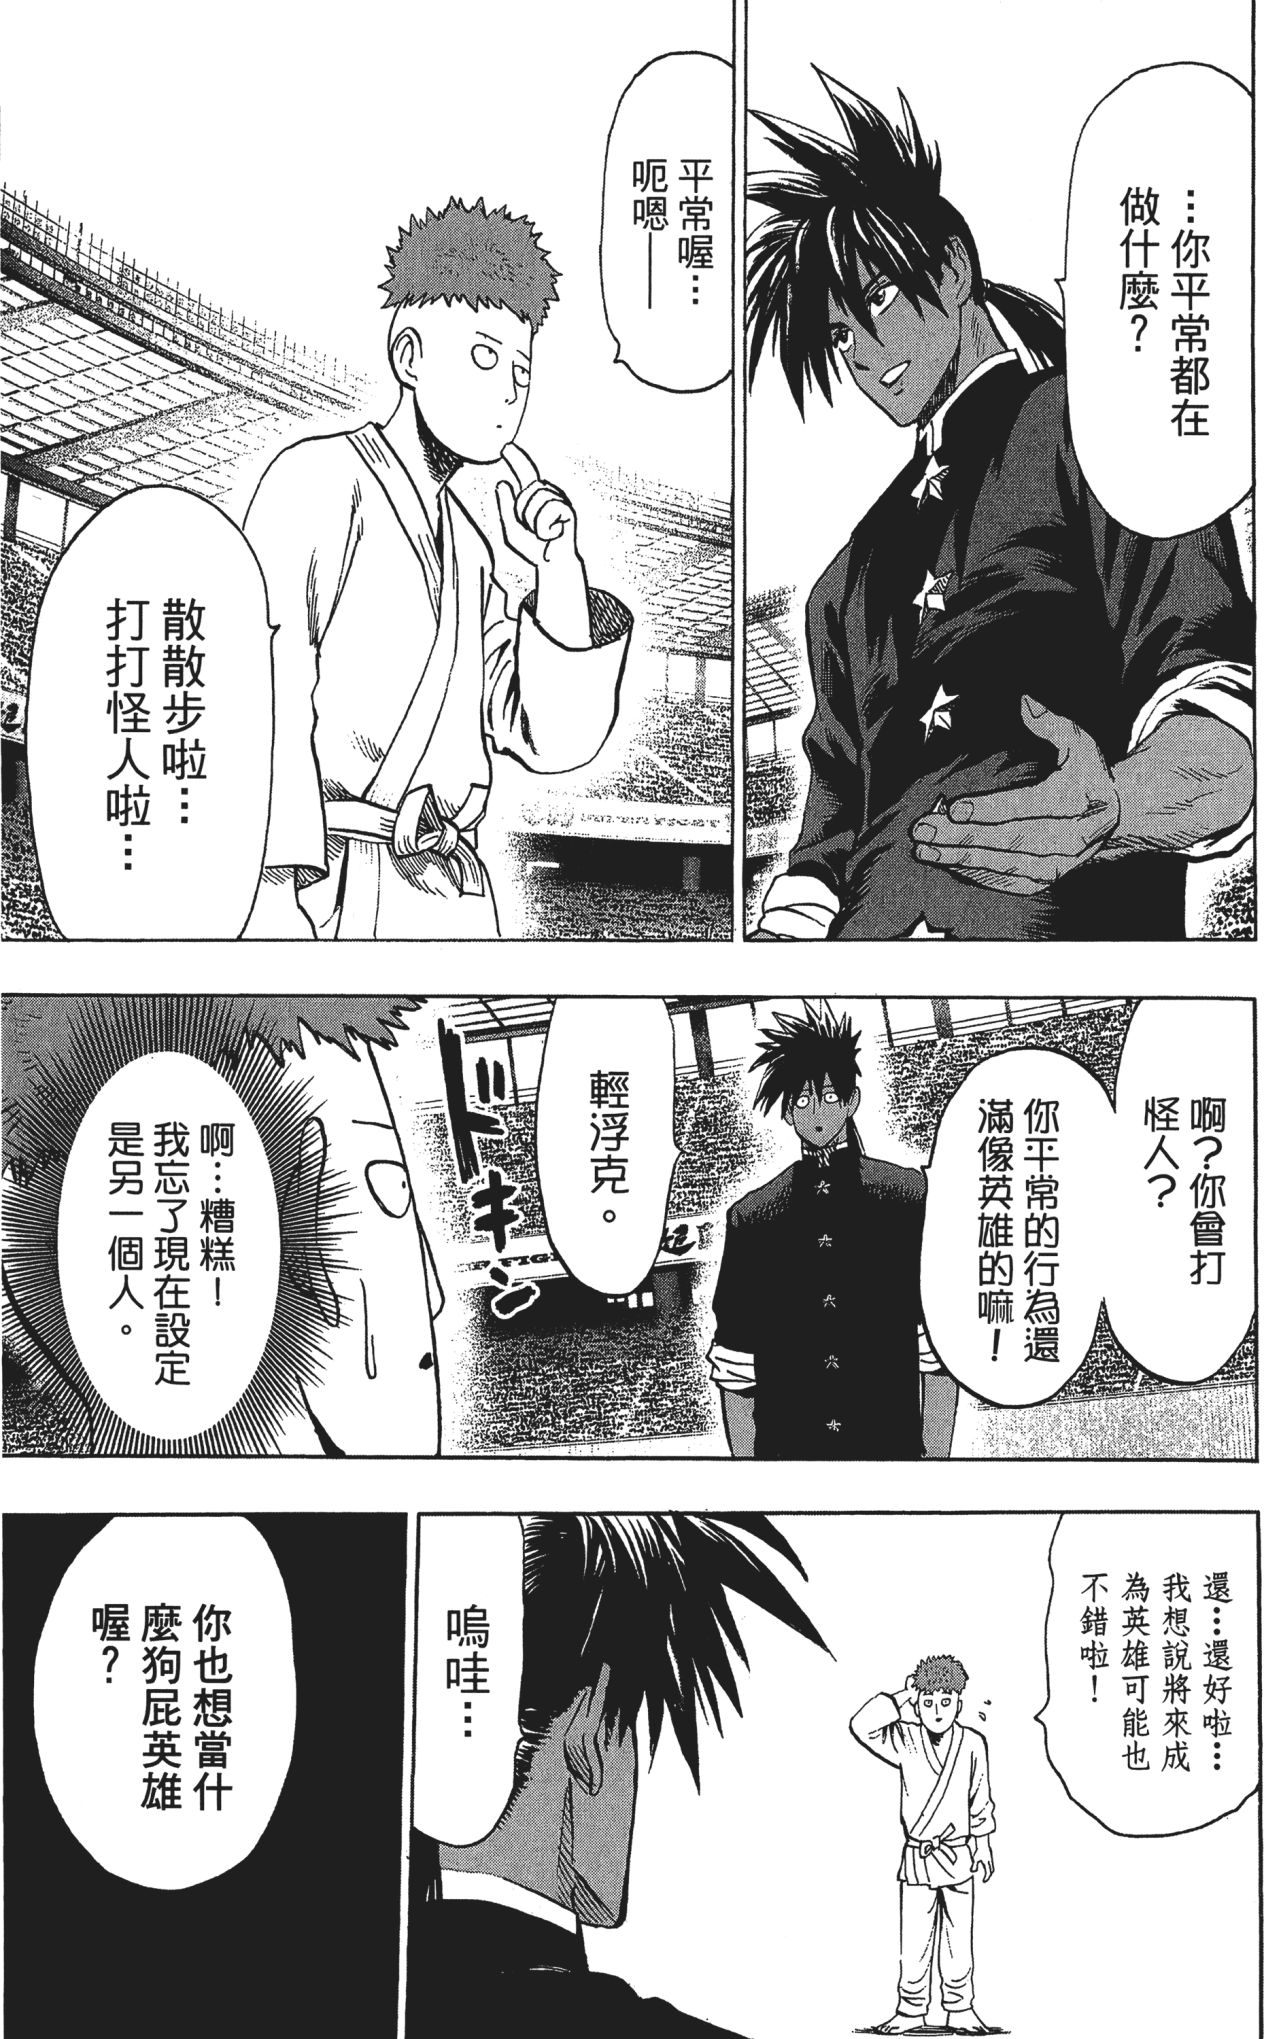 …你平常都在
做什麼？
平常喔…
呃嗯——
散散步啦…
打打怪人啦…
啊？你會打
怪人？
你平常的行為還
滿像英雄的嘛！
輕浮克。
ドキン
啊…糟糕！
我忘了現在設定
是另一個人。
還…還好啦…
我想說將來成
為英雄可能也
不錯啦！
嗚哇…
你也想當什
麼狗屁英雄
喔？